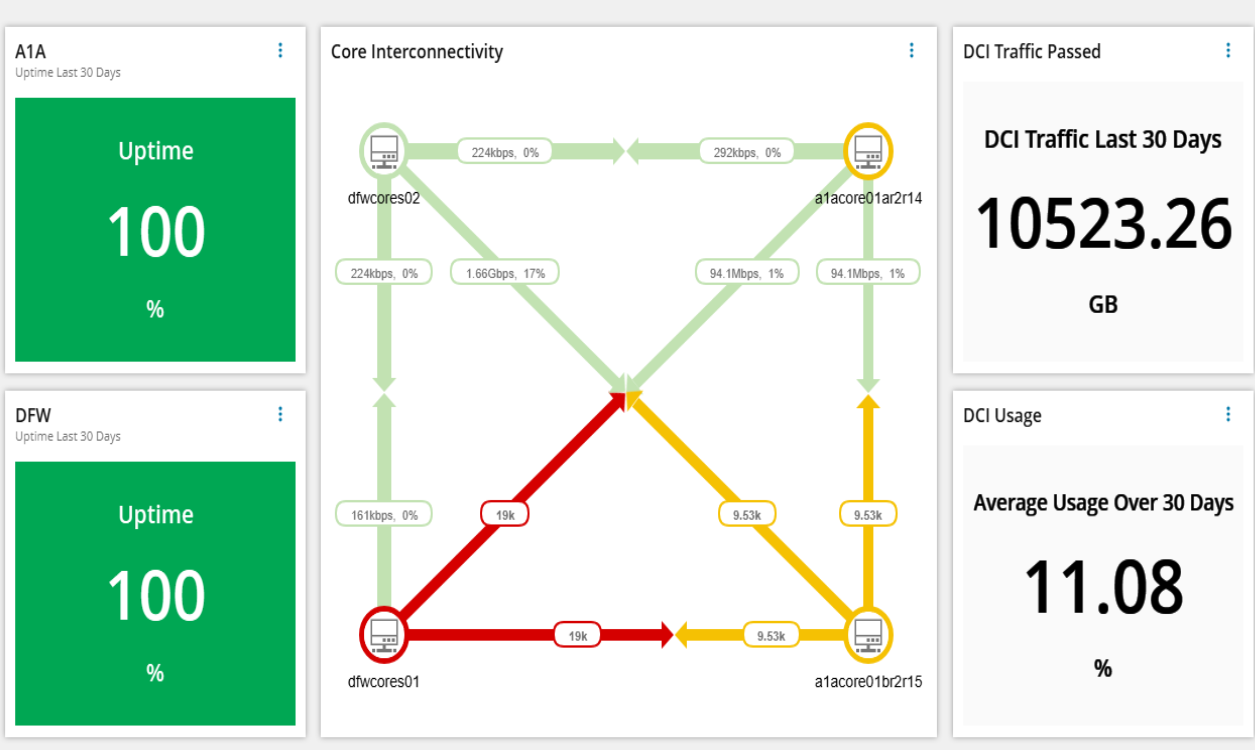 A1A
Uptime Last 30 Days
Uptime
100
%
DFW
Uptime Last 30 Days
Uptime
100
%
Core Interconnectivity
224kbps, 0%
292kbps, 0%
dfwcores02
a1acore01ar2r14
224kbps, 0%
1.66Gbps, 17%
94.1Mbps, 1%
94.1Mbps, 1%
161kbps, 0%
19k
9.53k
9.53k
19k
9.53k
dfwcores01
a1acore01br2r15
DCI Traffic Passed
DCI Traffic Last 30 Days
10523.26
GB
DCI Usage
Average Usage Over 30 Days
11.08
%